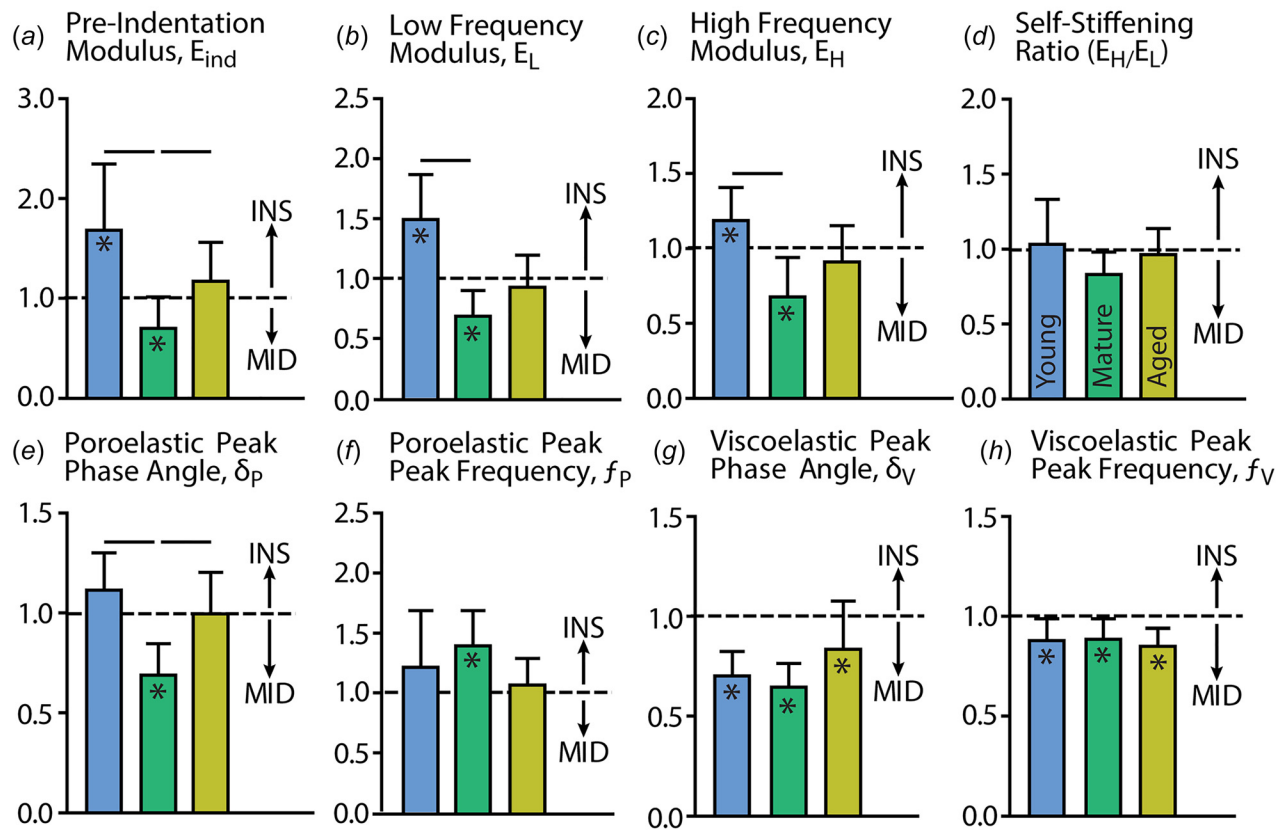 (a) Pre-Indentation
Modulus, Eind
3.0
2.0
1.0
0.0
*
*
INS
MID
(b) Low Frequency
Modulus, EL
2.5
2.0
1.5
1.0
0.5
0.0
*
*
INS
MID
(c) High Frequency
Modulus, EH
2.0
1.5
1.0
0.5
0.0
*
*
INS
MID
(d) Self-Stiffening
Ratio (EH/EL)
2.0
1.5
1.0
0.5
0.0
Young
Mature
Aged
INS
MID
(e) Poroelastic Peak
Phase Angle, δP
1.5
1.0
0.5
0.0
*
INS
MID
(f) Poroelastic Peak
Peak Frequency, fP
2.5
2.0
1.5
1.0
0.5
0.0
*
INS
MID
(g) Viscoelastic Peak
Phase Angle, δV
1.5
1.0
0.5
0.0
*
*
*
INS
MID
(h) Viscoelastic Peak
Peak Frequency, fV
1.5
1.0
0.5
0.0
*
*
*
INS
MID